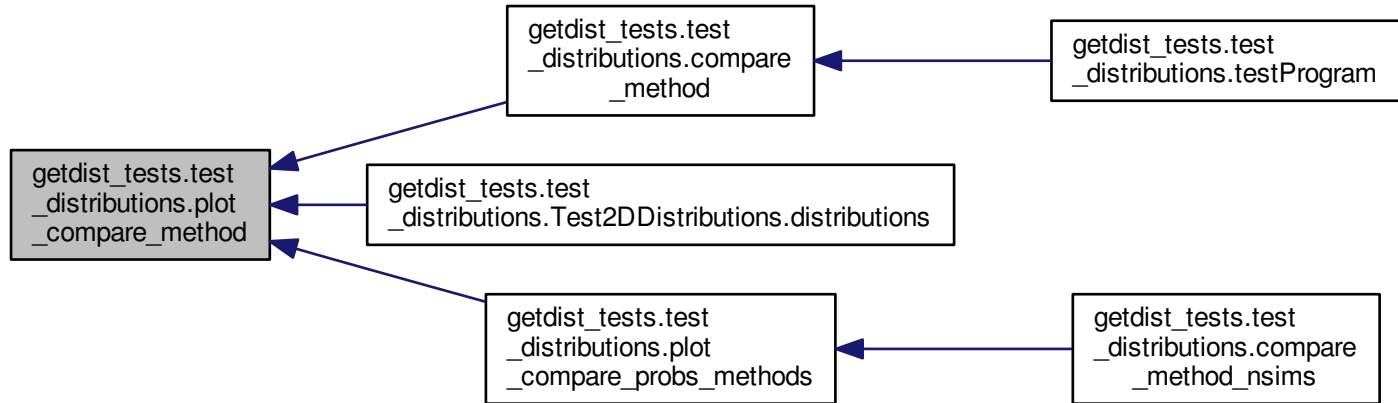 getdist_tests.test
_distributions.plot
_compare_method
getdist_tests.test
_distributions.compare
_method
getdist_tests.test
_distributions.testProgram
getdist_tests.test
_distributions.Test2DDistributions.distributions
getdist_tests.test
_distributions.plot
_compare_probs_methods
getdist_tests.test
_distributions.compare
_method_nsims